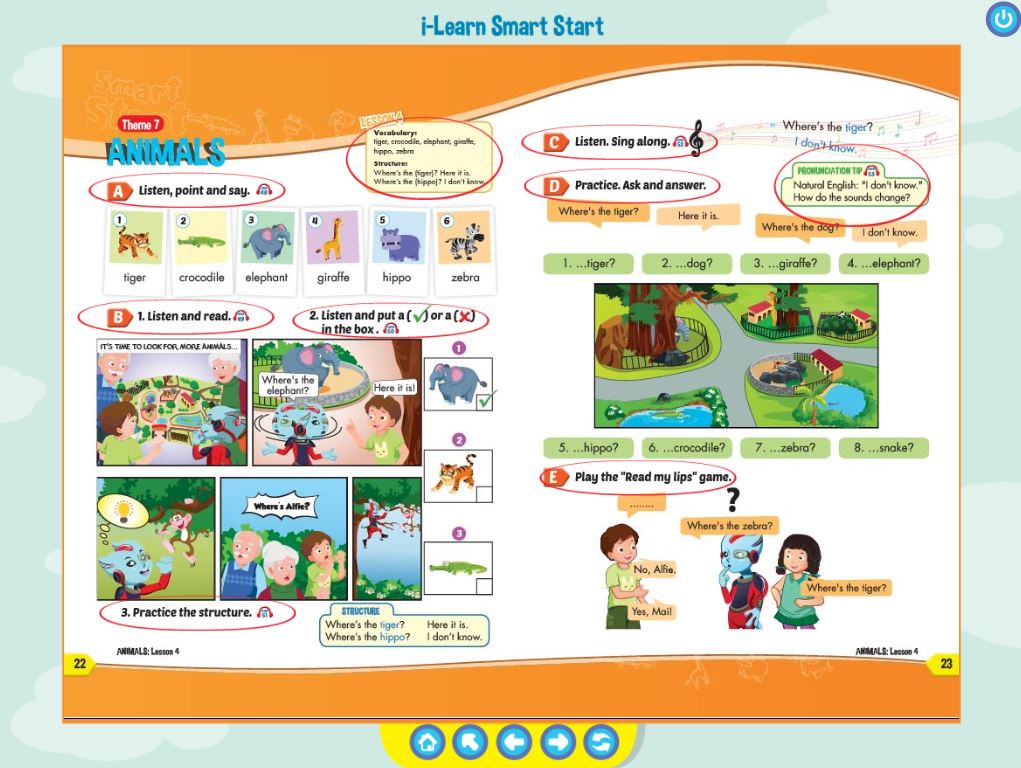 i-Learn Smart Start
Smart
Start
Theme 7
ANIMALS
LESSON 4
Vocabulary:
tiger, crocodile, elephant, giraffe,
hippo, zebra
Structure:
Where's the (tiger)? Here it is.
Where's the (hippo)? I don't know.
A Listen, point and say.
1
2
3
4
5
6
tiger
crocodile
elephant
giraffe
hippo
zebra
B 1. Listen and read.
2. Listen and put a (✓) or a (✗)
in the box.
IT'S TIME TO LOOK FOR, MORE ANIMALS...
Where's the
elephant?
Here it is!
Where's Alfie?
1
2
3
3. Practice the structure.
STRUCTURE
Where's the tiger? Here it is.
Where's the hippo? I don't know.
ANIMALS: Lesson 4
22
C Listen. Sing along.
Where's the tiger?
I don't know.
D Practice. Ask and answer.
PRONUNCIATION TIP
Natural English: "I don't know."
How do the sounds change?
Where's the tiger?
Here it is.
Where's the dog?
I don't know.
1. ...tiger?
2. ...dog?
3. ...giraffe?
4. ...elephant?
5. ...hippo?
6. ...crocodile?
7. ...zebra?
8. ...snake?
E Play the "Read my lips" game.
........
?
Where's the zebra?
No, Alfie.
Where's the tiger?
Yes, Mai!
ANIMALS: Lesson 4
23